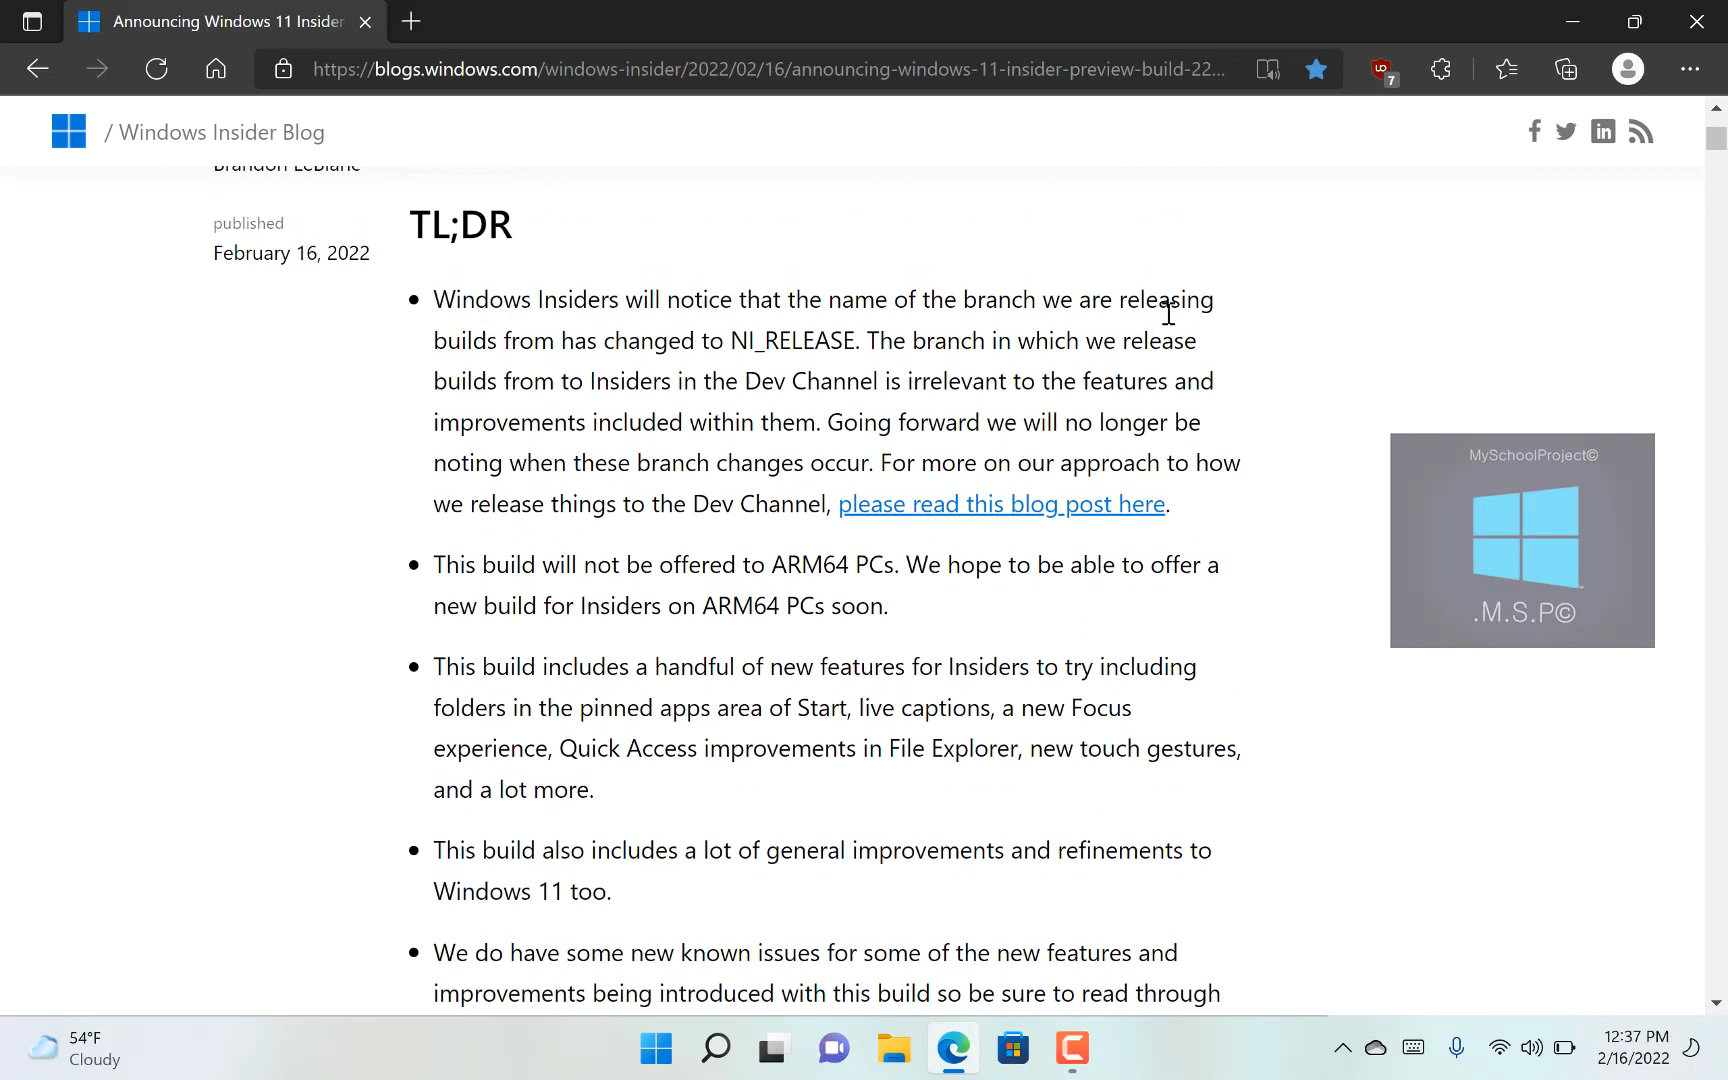 Announcing Windows 11 Insider
https://blogs.windows.com/windows-insider/2022/02/16/announcing-windows-11-insider-preview-build-22...
7
/ Windows Insider Blog
Brandon LeBlanc
published
February 16, 2022
TL;DR
• Windows Insiders will notice that the name of the branch we are releasing
builds from has changed to NI_RELEASE. The branch in which we release
builds from to Insiders in the Dev Channel is irrelevant to the features and
improvements included within them. Going forward we will no longer be
noting when these branch changes occur. For more on our approach to how
we release things to the Dev Channel, please read this blog post here.
• This build will not be offered to ARM64 PCs. We hope to be able to offer a
new build for Insiders on ARM64 PCs soon.
• This build includes a handful of new features for Insiders to try including
folders in the pinned apps area of Start, live captions, a new Focus
experience, Quick Access improvements in File Explorer, new touch gestures,
and a lot more.
• This build also includes a lot of general improvements and refinements to
Windows 11 too.
• We do have some new known issues for some of the new features and
improvements being introduced with this build so be sure to read through
MySchoolProject©
.M.S.P©
54°F
Cloudy
12:37 PM
2/16/2022